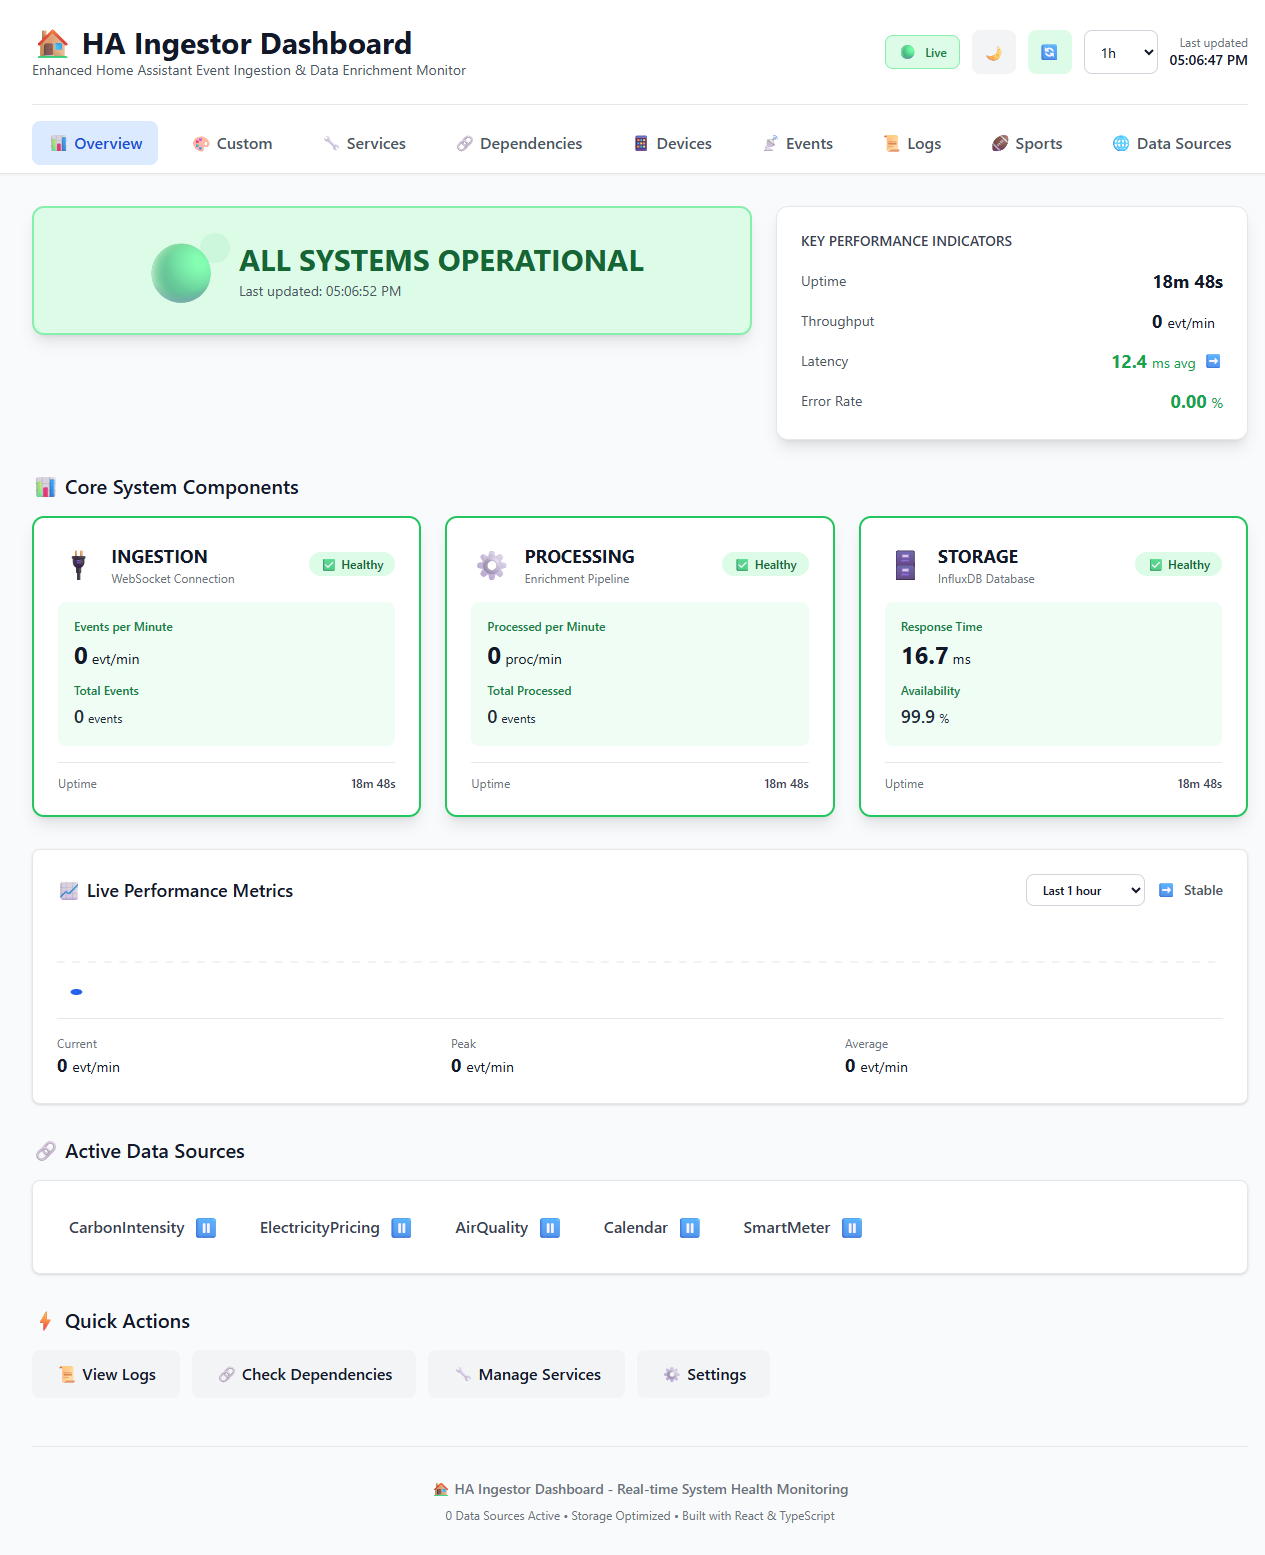 HA Ingestor Dashboard
Enhanced Home Assistant Event Ingestion & Data Enrichment Monitor
Live
1h
Last updated
05:06:47 PM
Overview
Custom
Services
Dependencies
Devices
Events
Logs
Sports
Data Sources
ALL SYSTEMS OPERATIONAL
Last updated: 05:06:52 PM
KEY PERFORMANCE INDICATORS
Uptime 18m 48s
Throughput 0 evt/min
Latency 12.4 ms avg
Error Rate 0.00 %
Core System Components
INGESTION
WebSocket Connection
Healthy
Events per Minute
0 evt/min
Total Events
0 events
Uptime 18m 48s
PROCESSING
Enrichment Pipeline
Healthy
Processed per Minute
0 proc/min
Total Processed
0 events
Uptime 18m 48s
STORAGE
InfluxDB Database
Healthy
Response Time
16.7 ms
Availability
99.9 %
Uptime 18m 48s
Live Performance Metrics
Last 1 hour
Stable
Current
0 evt/min
Peak
0 evt/min
Average
0 evt/min
Active Data Sources
CarbonIntensity
ElectricityPricing
AirQuality
Calendar
SmartMeter
Quick Actions
View Logs
Check Dependencies
Manage Services
Settings
HA Ingestor Dashboard - Real-time System Health Monitoring
0 Data Sources Active • Storage Optimized • Built with React & TypeScript